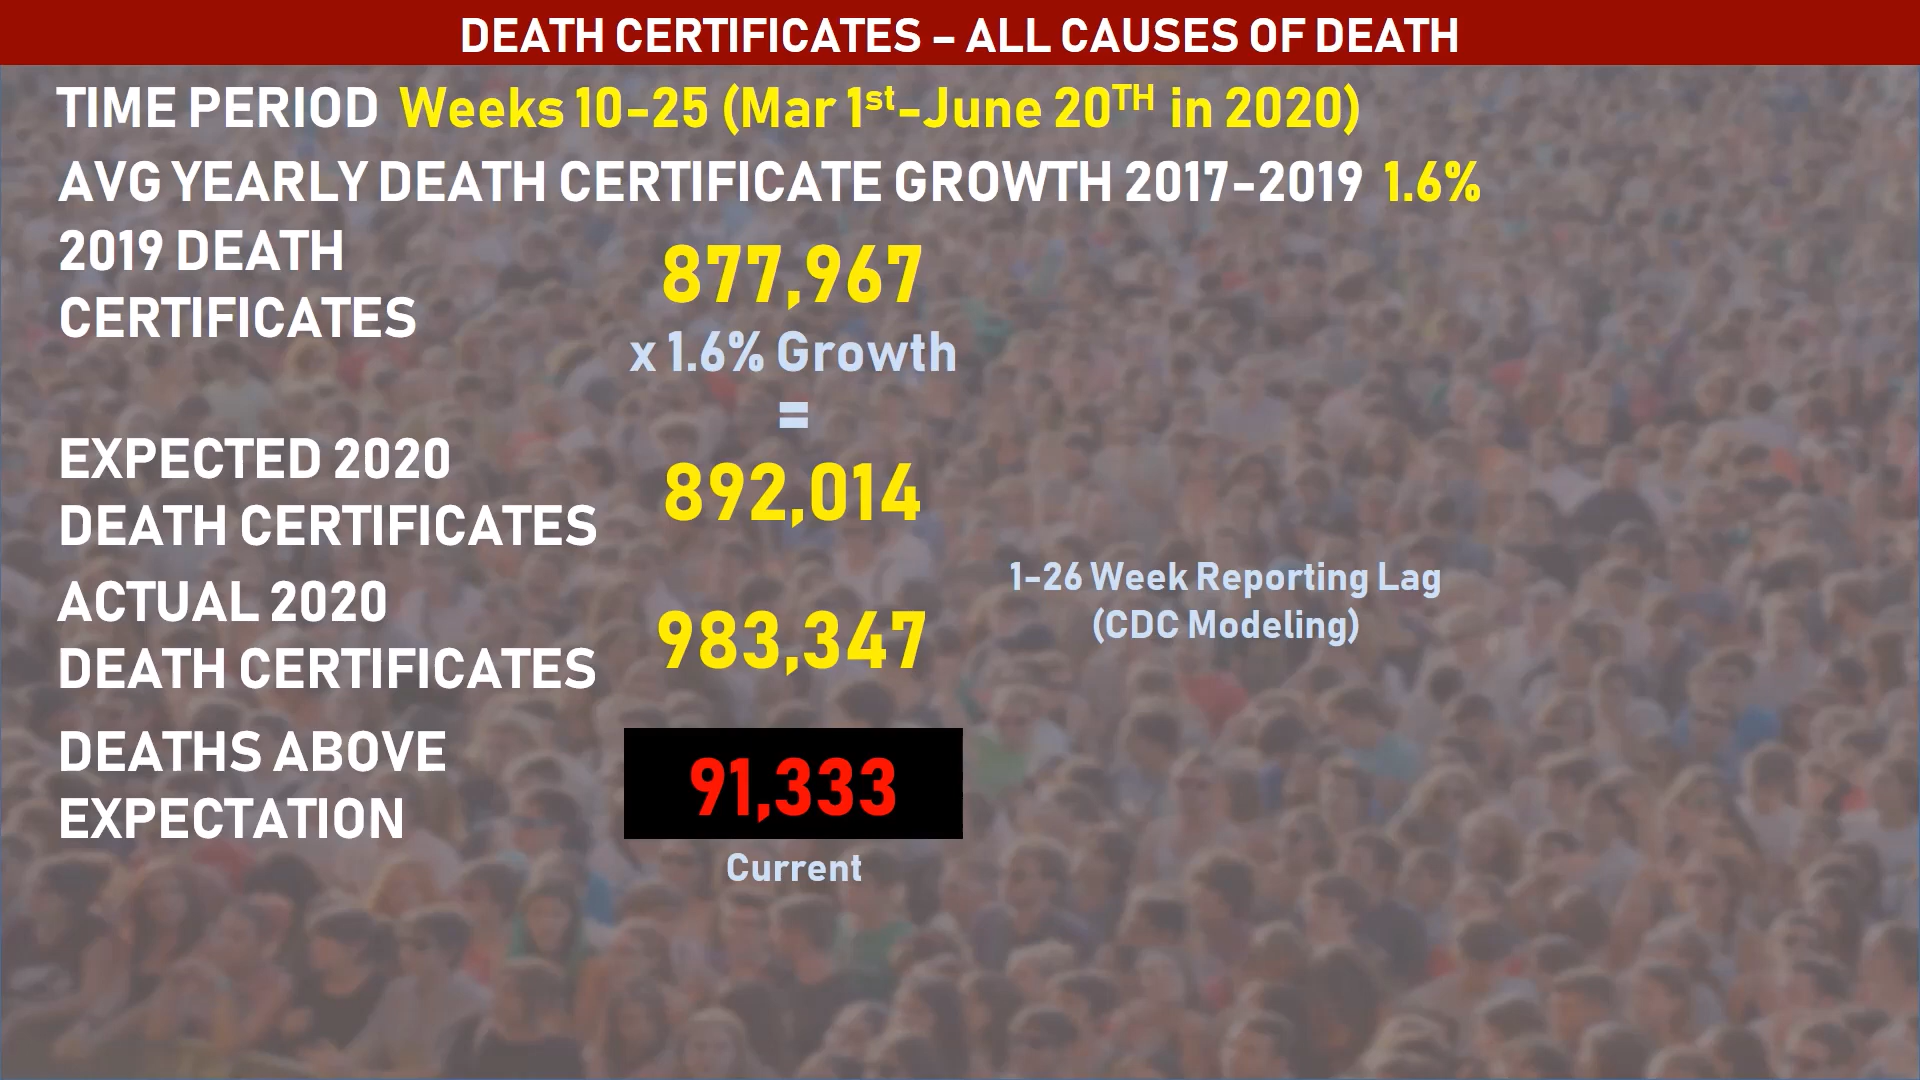 DEATH CERTIFICATES – ALL CAUSES OF DEATH
TIME PERIOD Weeks 10-25 (Mar 1st-June 20TH in 2020)
AVG YEARLY DEATH CERTIFICATE GROWTH 2017-2019 1.6%
2019 DEATH
CERTIFICATES
877,967
x 1.6% Growth
=
EXPECTED 2020
DEATH CERTIFICATES
892,014
ACTUAL 2020
DEATH CERTIFICATES
983,347
1-26 Week Reporting Lag
(CDC Modeling)
DEATHS ABOVE
EXPECTATION
91,333
Current